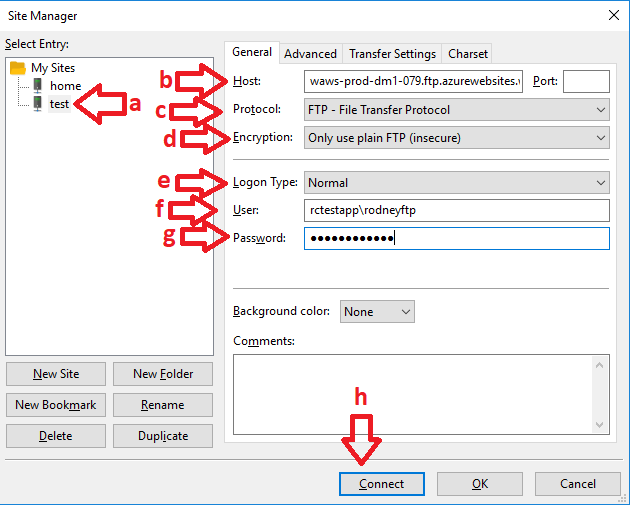 Site Manager
Select Entry:
My Sites
home
test
a
General Advanced Transfer Settings Charset
b Host: waws-prod-dm1-079.ftp.azurewebsites. Port:
c Protocol: FTP - File Transfer Protocol
d Encryption: Only use plain FTP (insecure)
e Logon Type: Normal
f User: rctestapp\rodneyftp
g Password: ●●●●●●●●●●●●
Background color: None
Comments:
New Site New Folder
New Bookmark Rename
Delete Duplicate
h
Connect OK Cancel